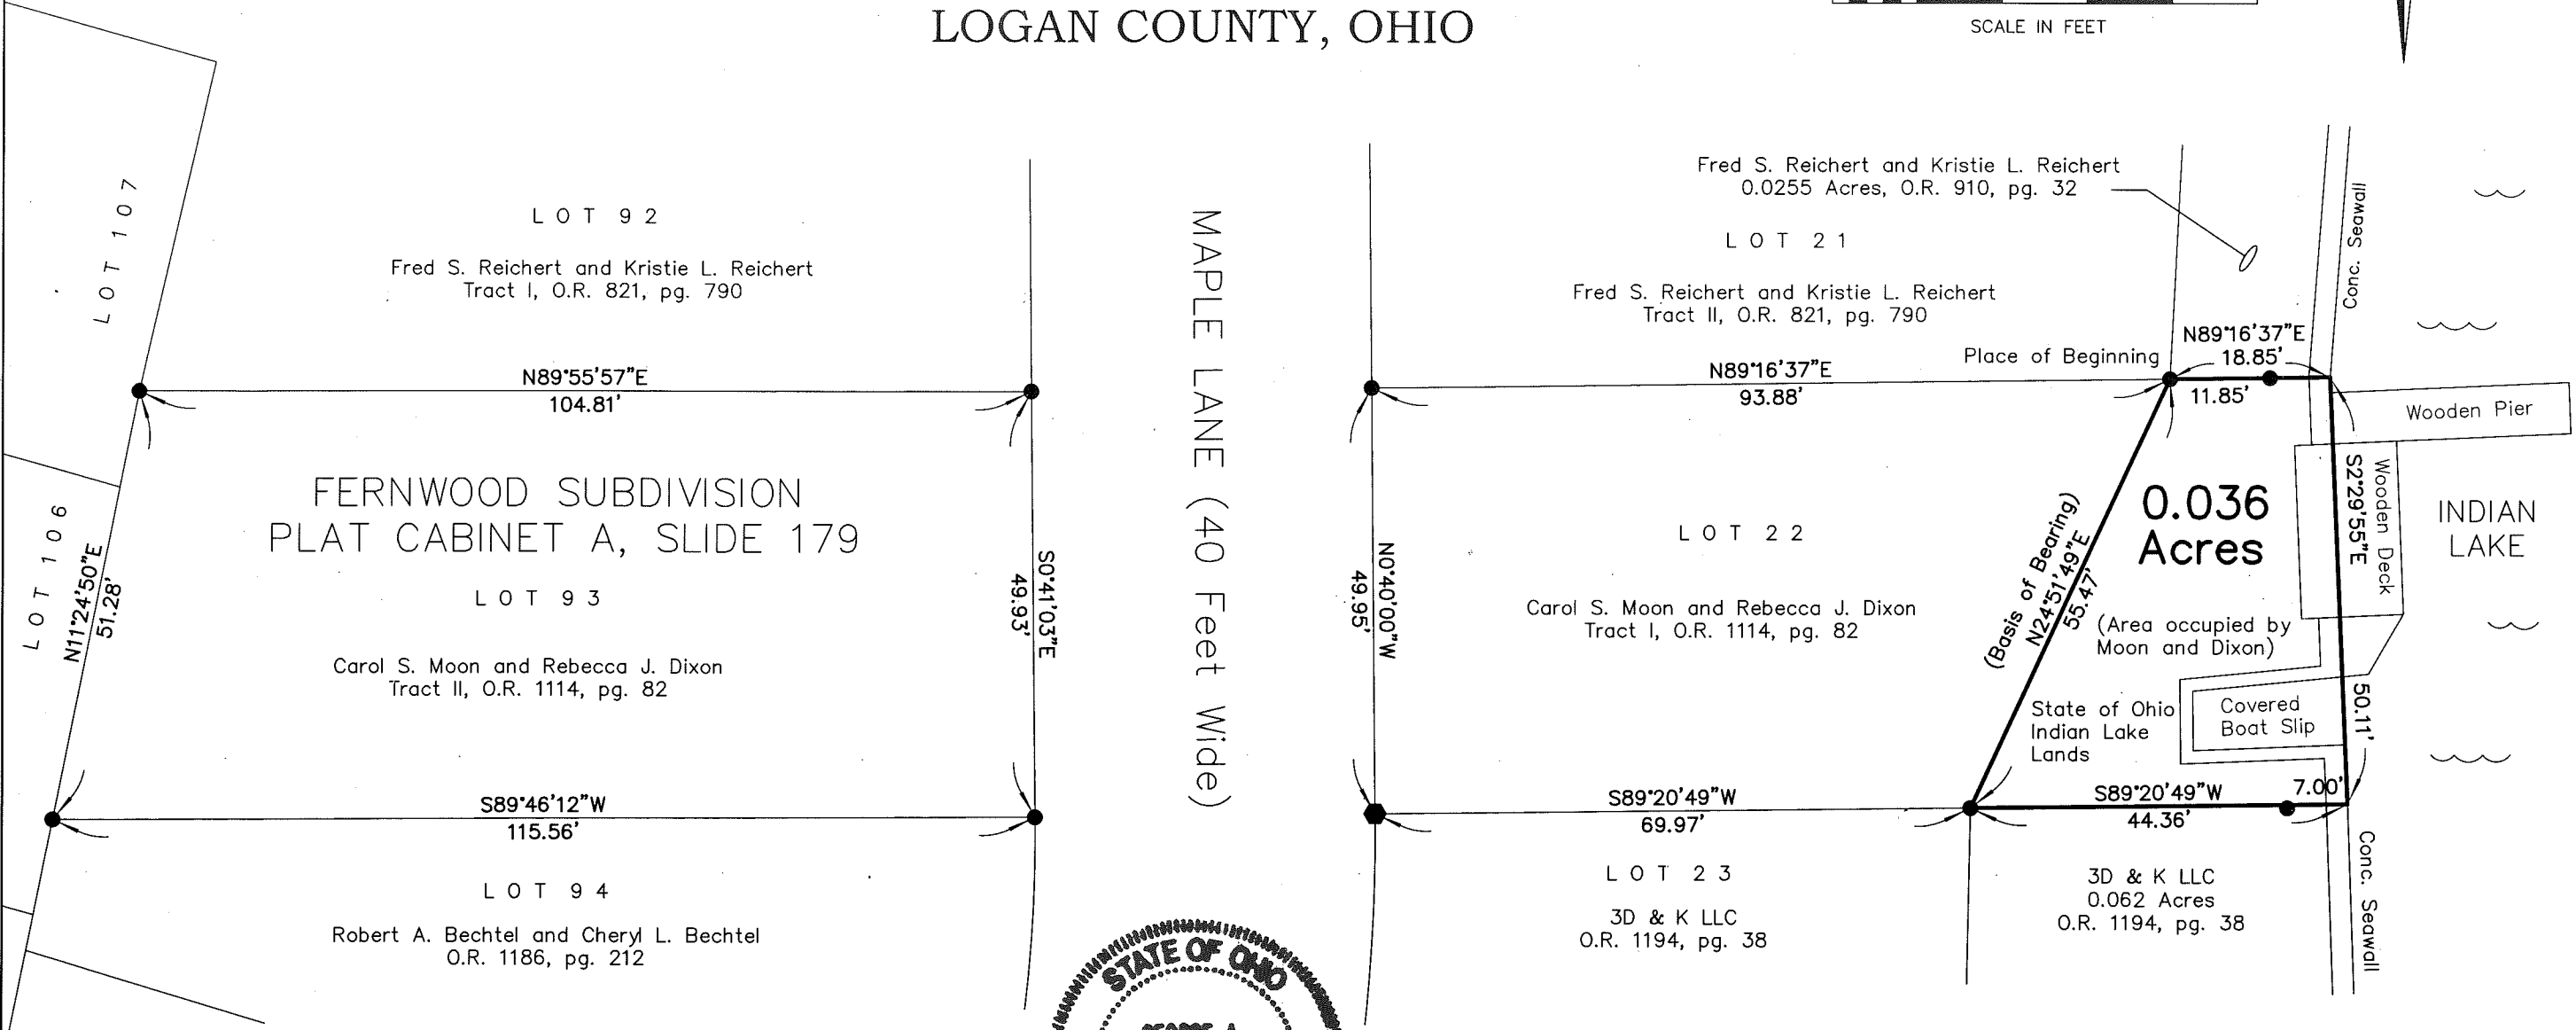 LOGAN COUNTY, OHIO
SCALE IN FEET
LOT 107
LOT 92
Fred S. Reichert and Kristie L. Reichert
Tract I, O.R. 821, pg. 790
N89°55'57"E
104.81'
LOT 106
N11°24'50"E
51.28'
FERNWOOD SUBDIVISION
PLAT CABINET A, SLIDE 179
LOT 93
Carol S. Moon and Rebecca J. Dixon
Tract II, O.R. 1114, pg. 82
S0°41'03"E
49.93'
S89°46'12"W
115.56'
LOT 94
Robert A. Bechtel and Cheryl L. Bechtel
O.R. 1186, pg. 212
MAPLE LANE (40 Feet Wide)
Fred S. Reichert and Kristie L. Reichert
0.0255 Acres, O.R. 910, pg. 32
LOT 21
Fred S. Reichert and Kristie L. Reichert
Tract II, O.R. 821, pg. 790
Conc. Seawall
Place of Beginning
N89°16'37"E
18.85'
11.85'
N89°16'37"E
93.88'
Wooden Pier
N0°40'00"W
49.95'
LOT 22
Carol S. Moon and Rebecca J. Dixon
Tract I, O.R. 1114, pg. 82
(Basis of Bearing)
N24°51'49"E
55.47'
0.036
Acres
(Area occupied by
Moon and Dixon)
S2°29'55"E
50.11'
Wooden Deck
INDIAN
LAKE
State of Ohio
Indian Lake
Lands
Covered
Boat Slip
S89°20'49"W
69.97'
S89°20'49"W
44.36'
7.00'
LOT 23
3D & K LLC
O.R. 1194, pg. 38
3D & K LLC
0.062 Acres
O.R. 1194, pg. 38
Conc. Seawall
STATE OF OHIO
GEORGE A.